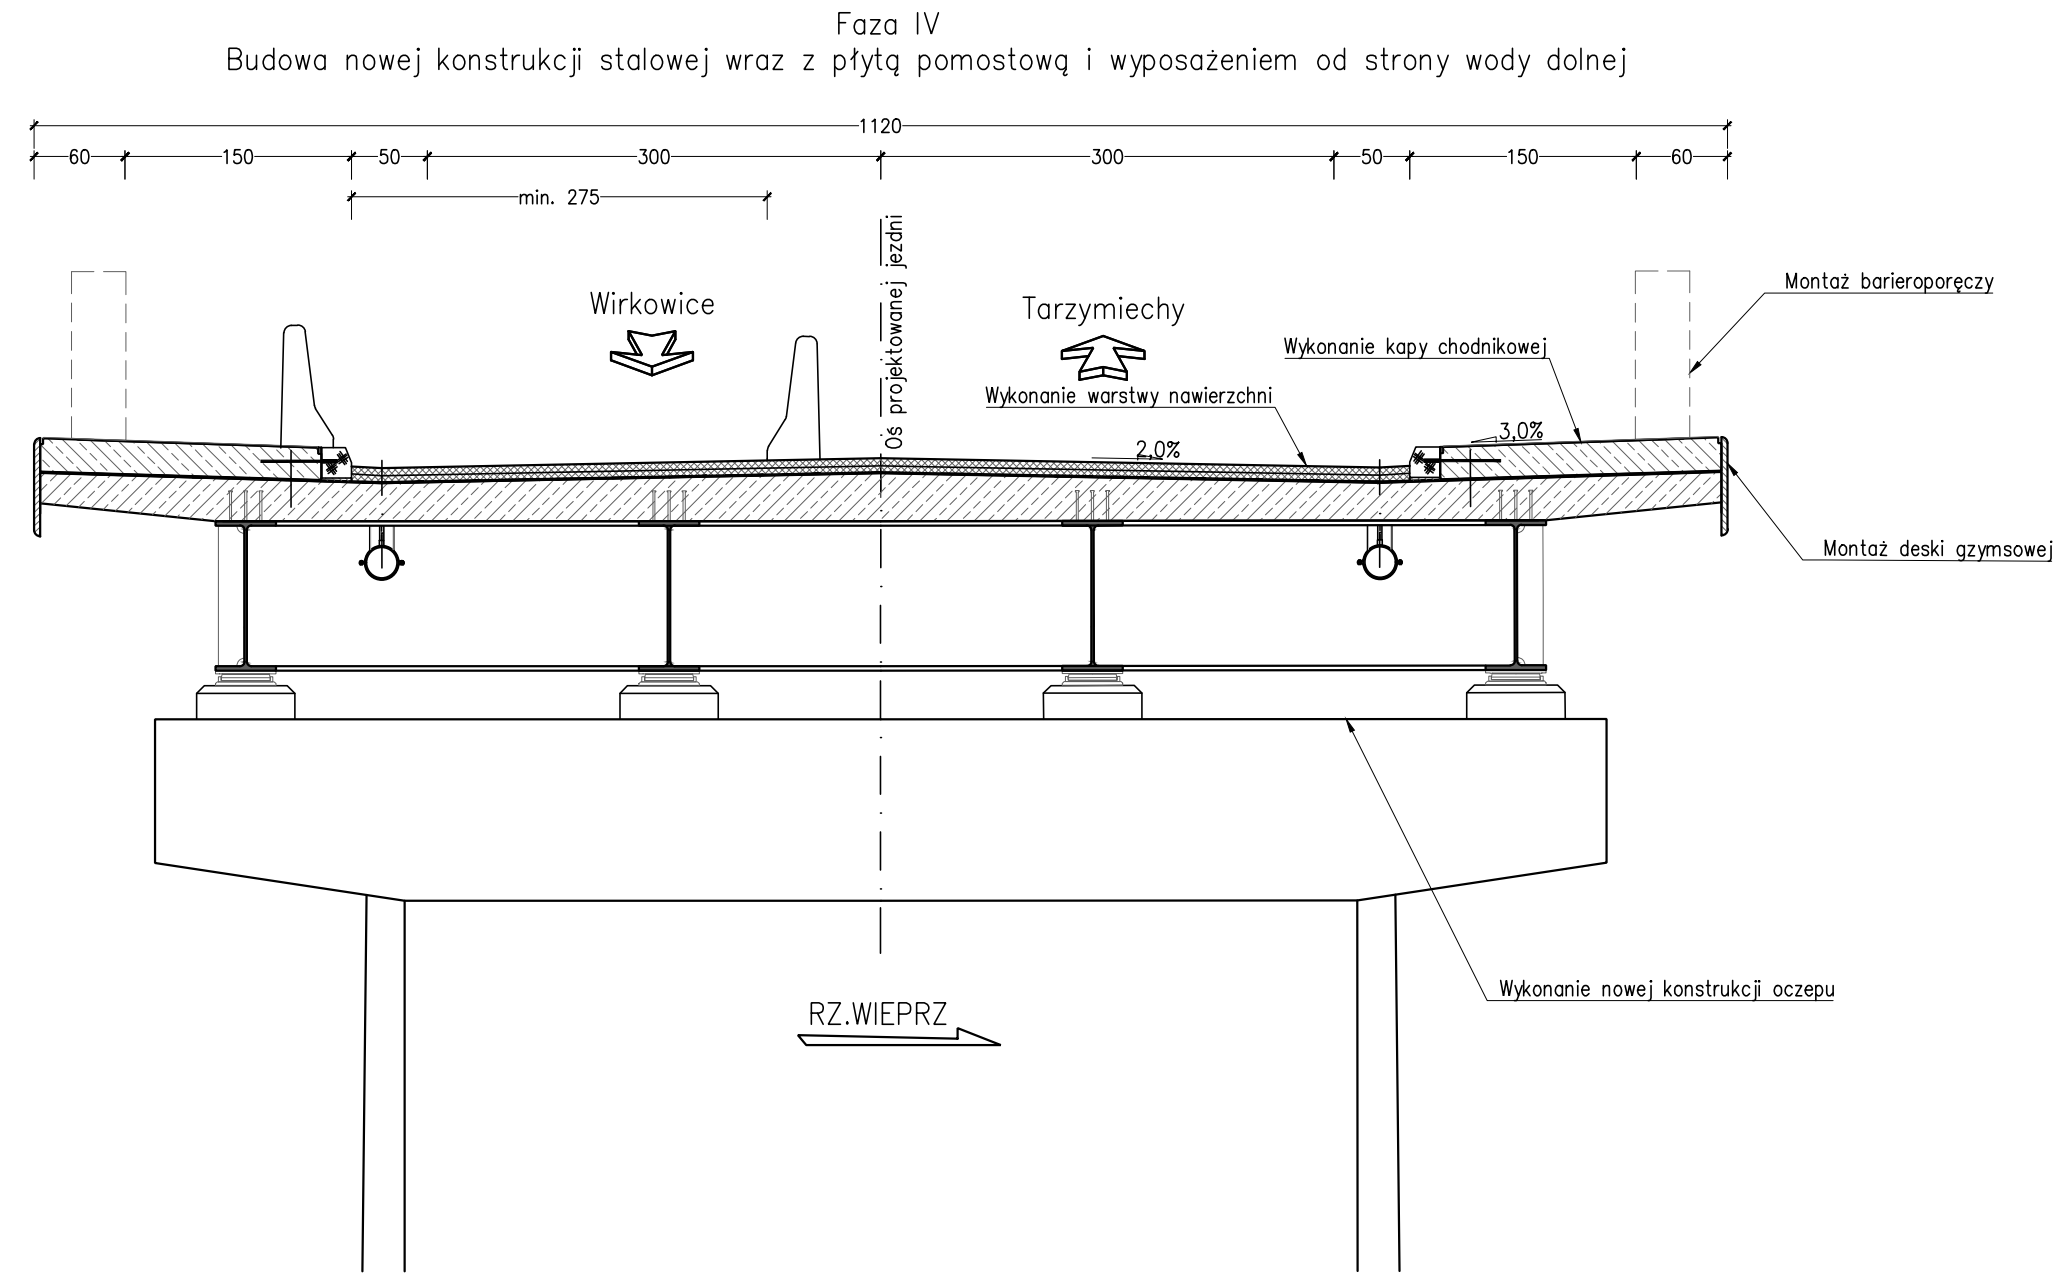 Faza IV
Budowa nowej konstrukcji stalowej wraz z płytą pomostową i wyposażeniem od strony wody dolnej
1120
60 150 50 300 300 50 150 60
min. 275
Oś projektowanej jezdni
Montaż barieroporęczy
Wirkowice
Tarzymiechy
Wykonanie kapy chodnikowej
Wykonanie warstwy nawierzchni
3,0%
2,0%
Montaż deski gzymsowej
Wykonanie nowej konstrukcji oczepu
RZ.WIEPRZ